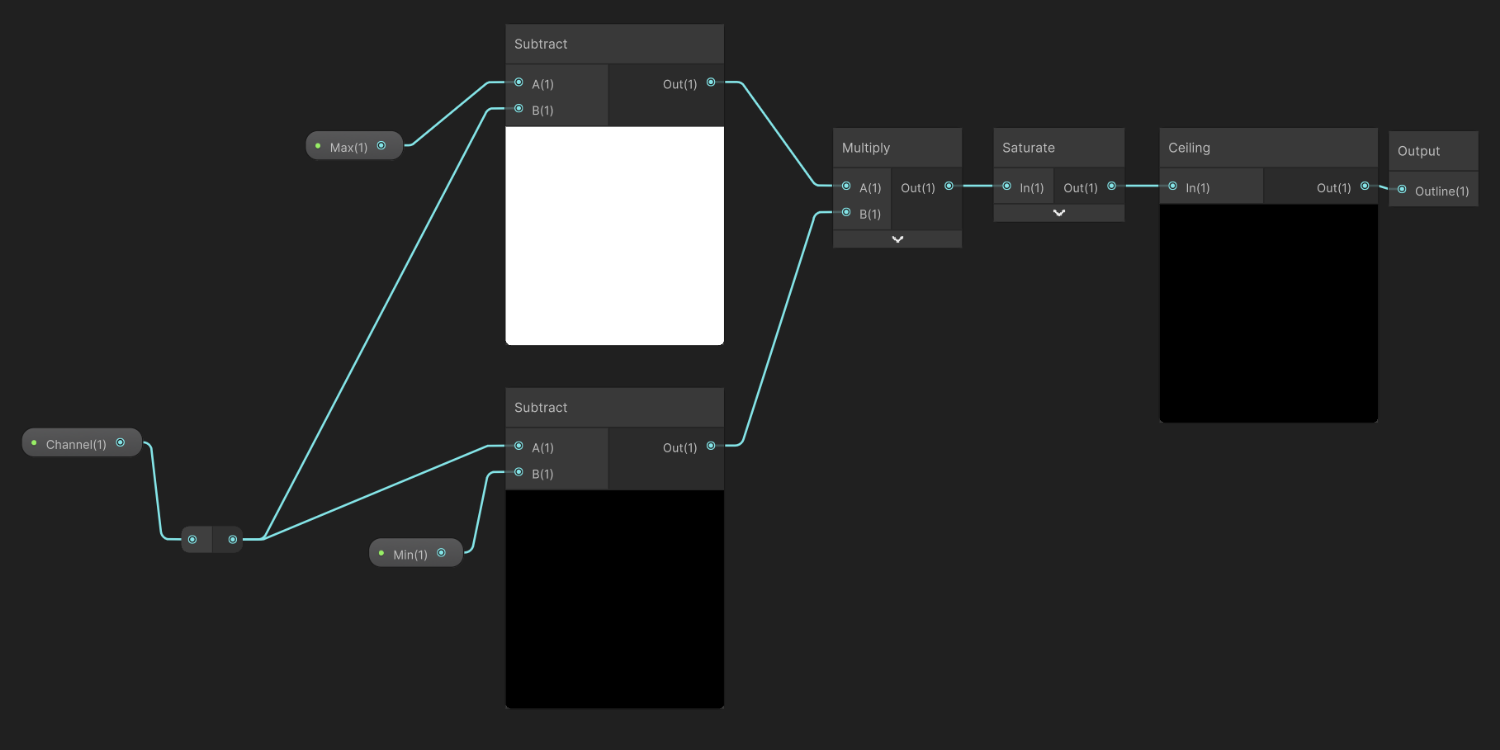 Subtract
A(1)
Out(1)
B(1)
Max(1)
Multiply
A(1)
Out(1)
B(1)
Saturate
In(1)
Out(1)
Ceiling
In(1)
Out(1)
Output
Outline(1)
Subtract
A(1)
Out(1)
B(1)
Channel(1)
Min(1)